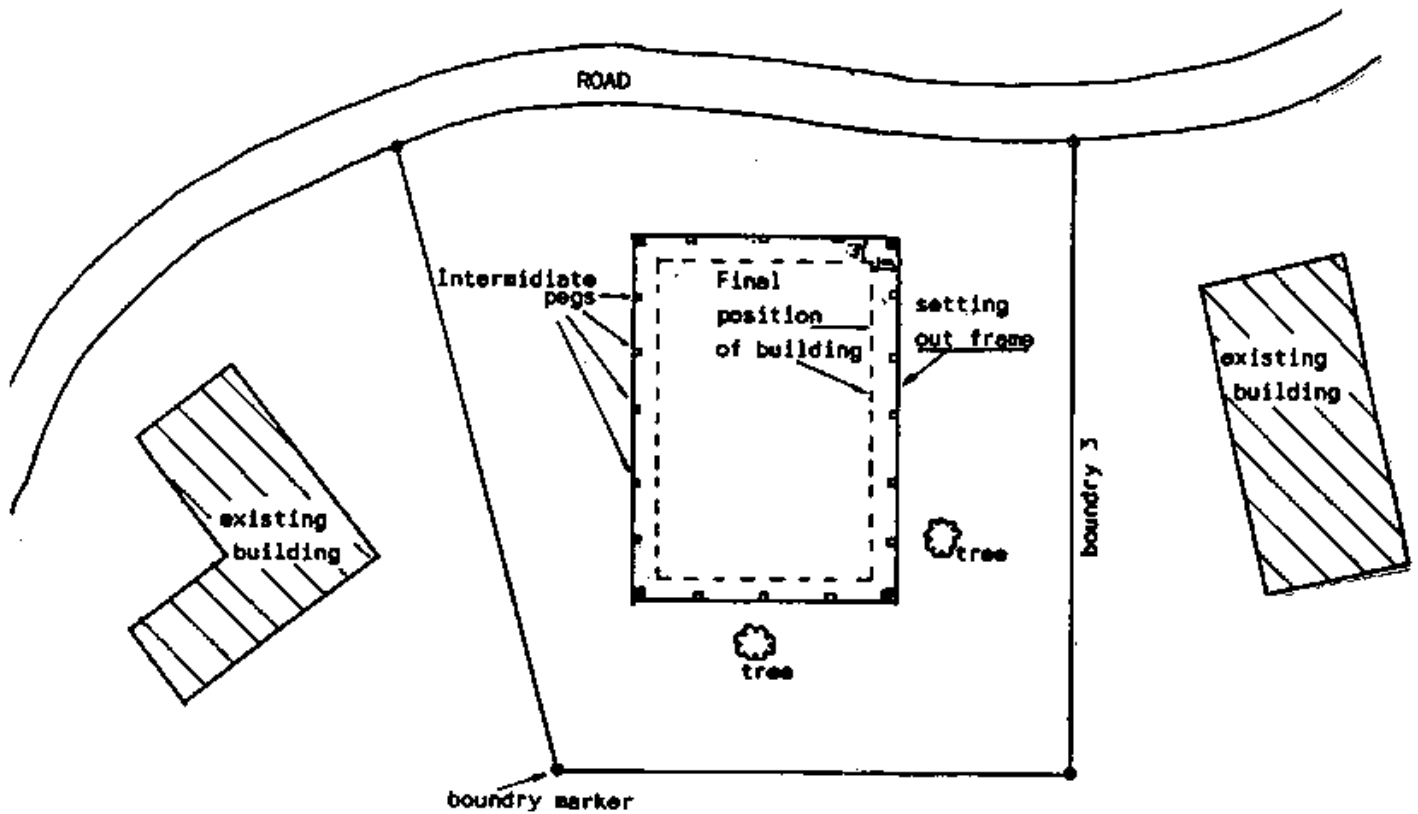 ROAD
Intermidiate
pegs
Final
position
of building
setting
out frame
existing
building
boundry 3
existing
building
tree
tree
boundry marker